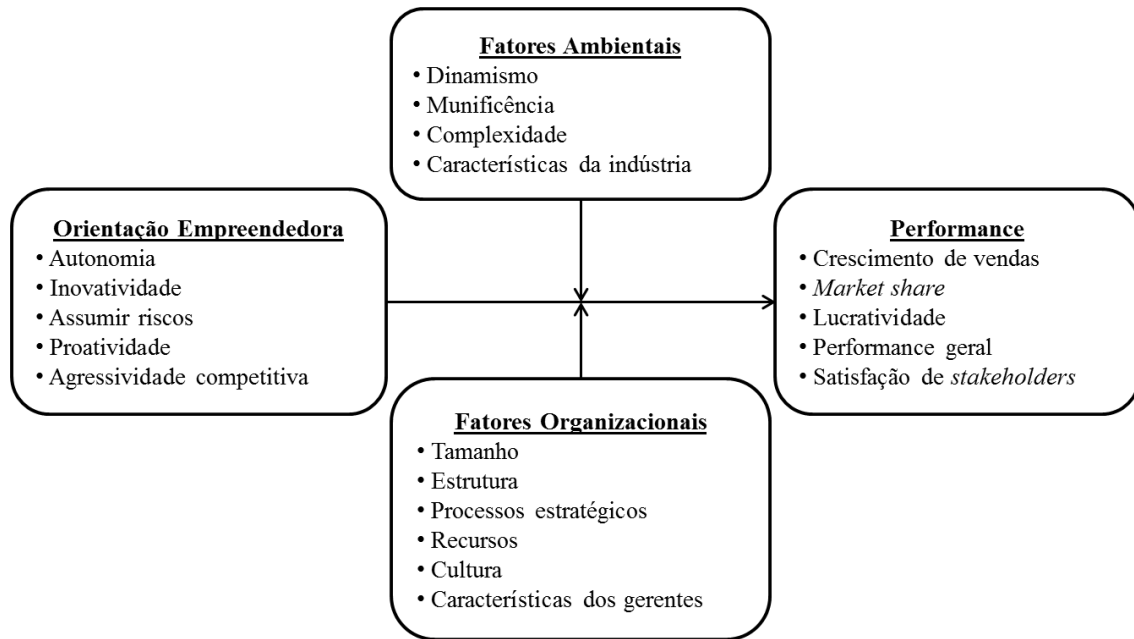 Fatores Ambientais
• Dinamismo
• Munificência
• Complexidade
• Características da indústria
Orientação Empreendedora
• Autonomia
• Inovatividade
• Assumir riscos
• Proatividade
• Agressividade competitiva
Performance
• Crescimento de vendas
• Market share
• Lucratividade
• Performance geral
• Satisfação de stakeholders
Fatores Organizacionais
• Tamanho
• Estrutura
• Processos estratégicos
• Recursos
• Cultura
• Características dos gerentes